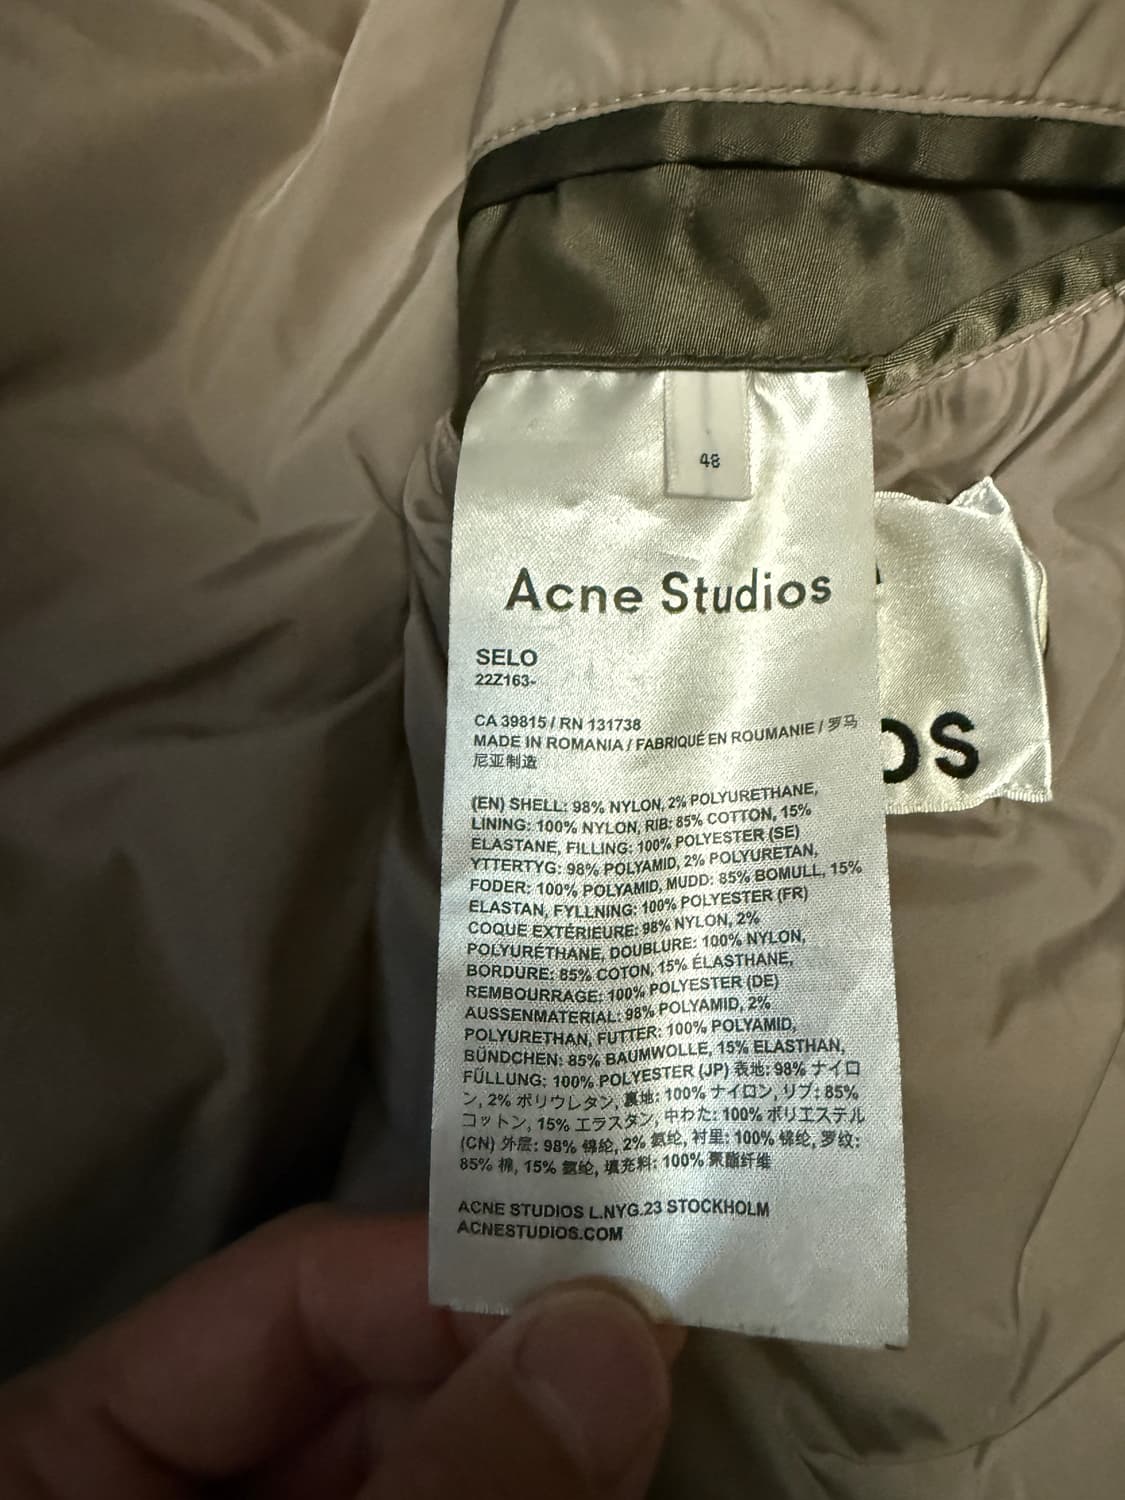 48
Acne Studios
SELO
22Z163-
CA 39815 / RN 131738
MADE IN ROMANIA / FABRIQUÉ EN ROUMANIE / 罗马
尼亚制造
(EN) SHELL: 98% NYLON, 2% POLYURETHANE,
LINING: 100% NYLON, RIB: 85% COTTON, 15%
ELASTANE, FILLING: 100% POLYESTER (SE)
YTTERTYG: 98% POLYAMID, 2% POLYURETAN,
FODER: 100% POLYAMID, MUDD: 85% BOMULL, 15%
ELASTAN, FYLLNING: 100% POLYESTER (FR)
COQUE EXTÉRIEURE: 98% NYLON, 2%
POLYURÉTHANE, DOUBLURE: 100% NYLON,
BORDURE: 85% COTON, 15% ÉLASTHANE,
REMBOURRAGE: 100% POLYESTER (DE)
AUSSENMATERIAL: 98% POLYAMID, 2%
POLYURETHAN, FUTTER: 100% POLYAMID,
BÜNDCHEN: 85% BAUMWOLLE, 15% ELASTHAN,
FÜLLUNG: 100% POLYESTER (JP) 表地: 98% ナイロ
ン, 2% ポリウレタン, 裏地: 100% ナイロン, リブ: 85%
コットン, 15% エラスタン, 中わた: 100% ポリエステル
(CN) 外层: 98% 锦纶, 2% 氨纶, 衬里: 100% 锦纶, 罗纹:
85% 棉, 15% 氨纶, 填充料: 100% 聚酯纤维
ACNE STUDIOS L.NYG.23 STOCKHOLM
ACNESTUDIOS.COM
OS